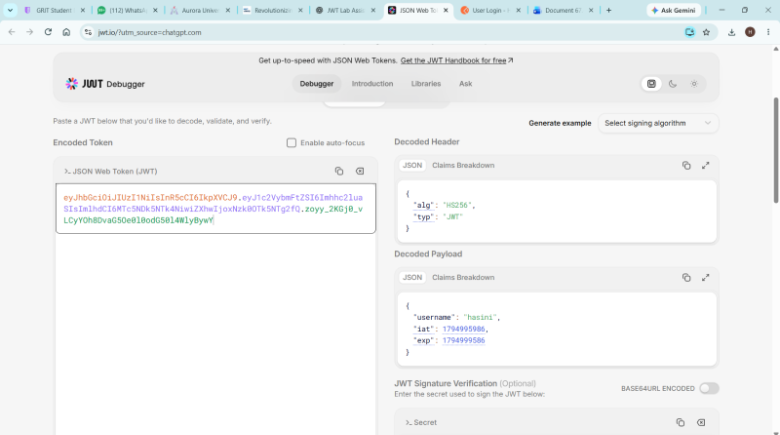 GRIT Student
(112) WhatsA
Aurora Univer
Revolutionize
JWT Lab Assi
JSON Web To
User Login -
Document 67
Ask Gemini
jwt.io/?utm_source=chatgpt.com
Get up-to-speed with JSON Web Tokens. Get the JWT Handbook for free
JWT Debugger
Debugger Introduction Libraries Ask
Paste a JWT below that you'd like to decode, validate, and verify.
Generate example Select signing algorithm
Encoded Token
Enable auto-focus
JSON Web Token (JWT)
eyJhbGciOiJIUzI1NiIsInR5cCI6IkpXVCJ9.eyJ1c2VybmFtZSI6Imhhc2lua
SIsImlhdCI6MTc5NDk5NTk4NiwiZXhwIjoxNzk0OTk5NTg2fQ.zoyy_2KGj0_v
Decoded Header
JSON Claims Breakdown
{
"alg": "HS256",
"typ": "JWT"
}
Decoded Payload
JSON Claims Breakdown
{
"username": "hasini",
"iat": 1794995986,
"exp": 1794999586
}
JWT Signature Verification (Optional)
Enter the secret used to sign the JWT below:
BASE64URL ENCODED
Secret